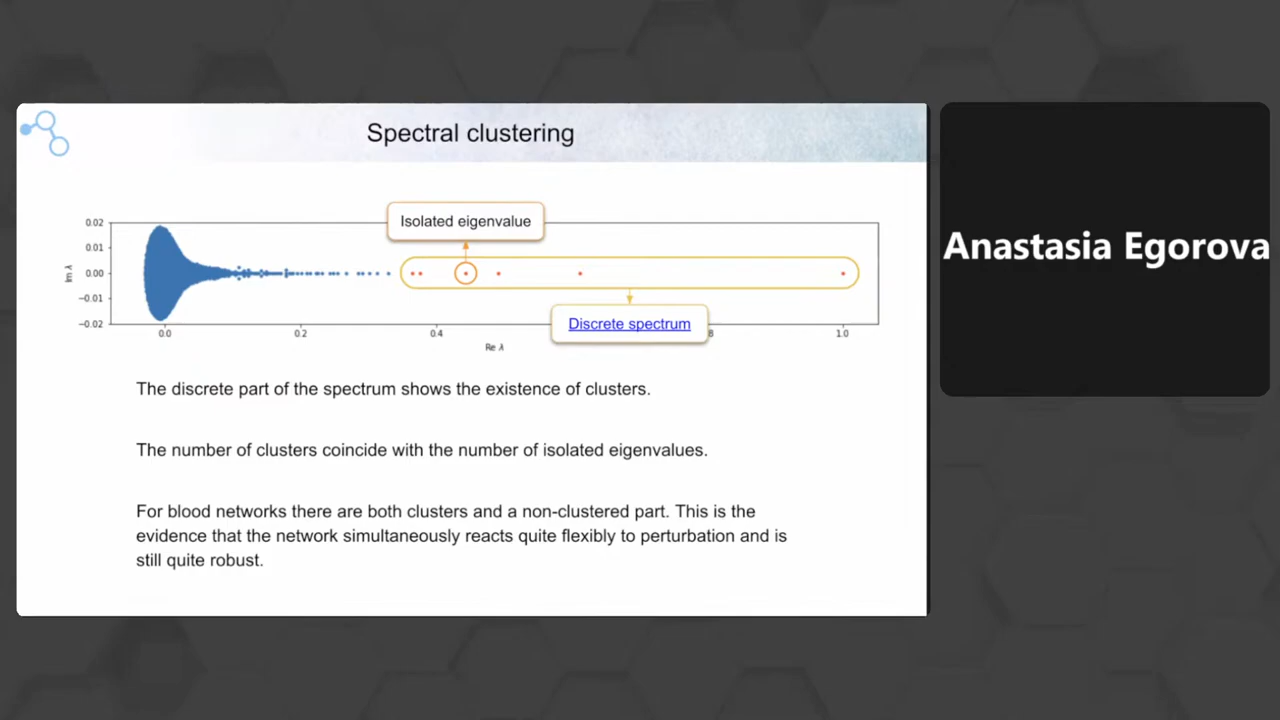 Spectral clustering
Isolated eigenvalue
0.02
0.01
0.00
−0.01
−0.02
Im λ
Discrete spectrum
0.0 0.2 0.4 8 1.0
Re λ
The discrete part of the spectrum shows the existence of clusters.
The number of clusters coincide with the number of isolated eigenvalues.
For blood networks there are both clusters and a non-clustered part. This is the
evidence that the network simultaneously reacts quite flexibly to perturbation and is
still quite robust.
Anastasia Egorova